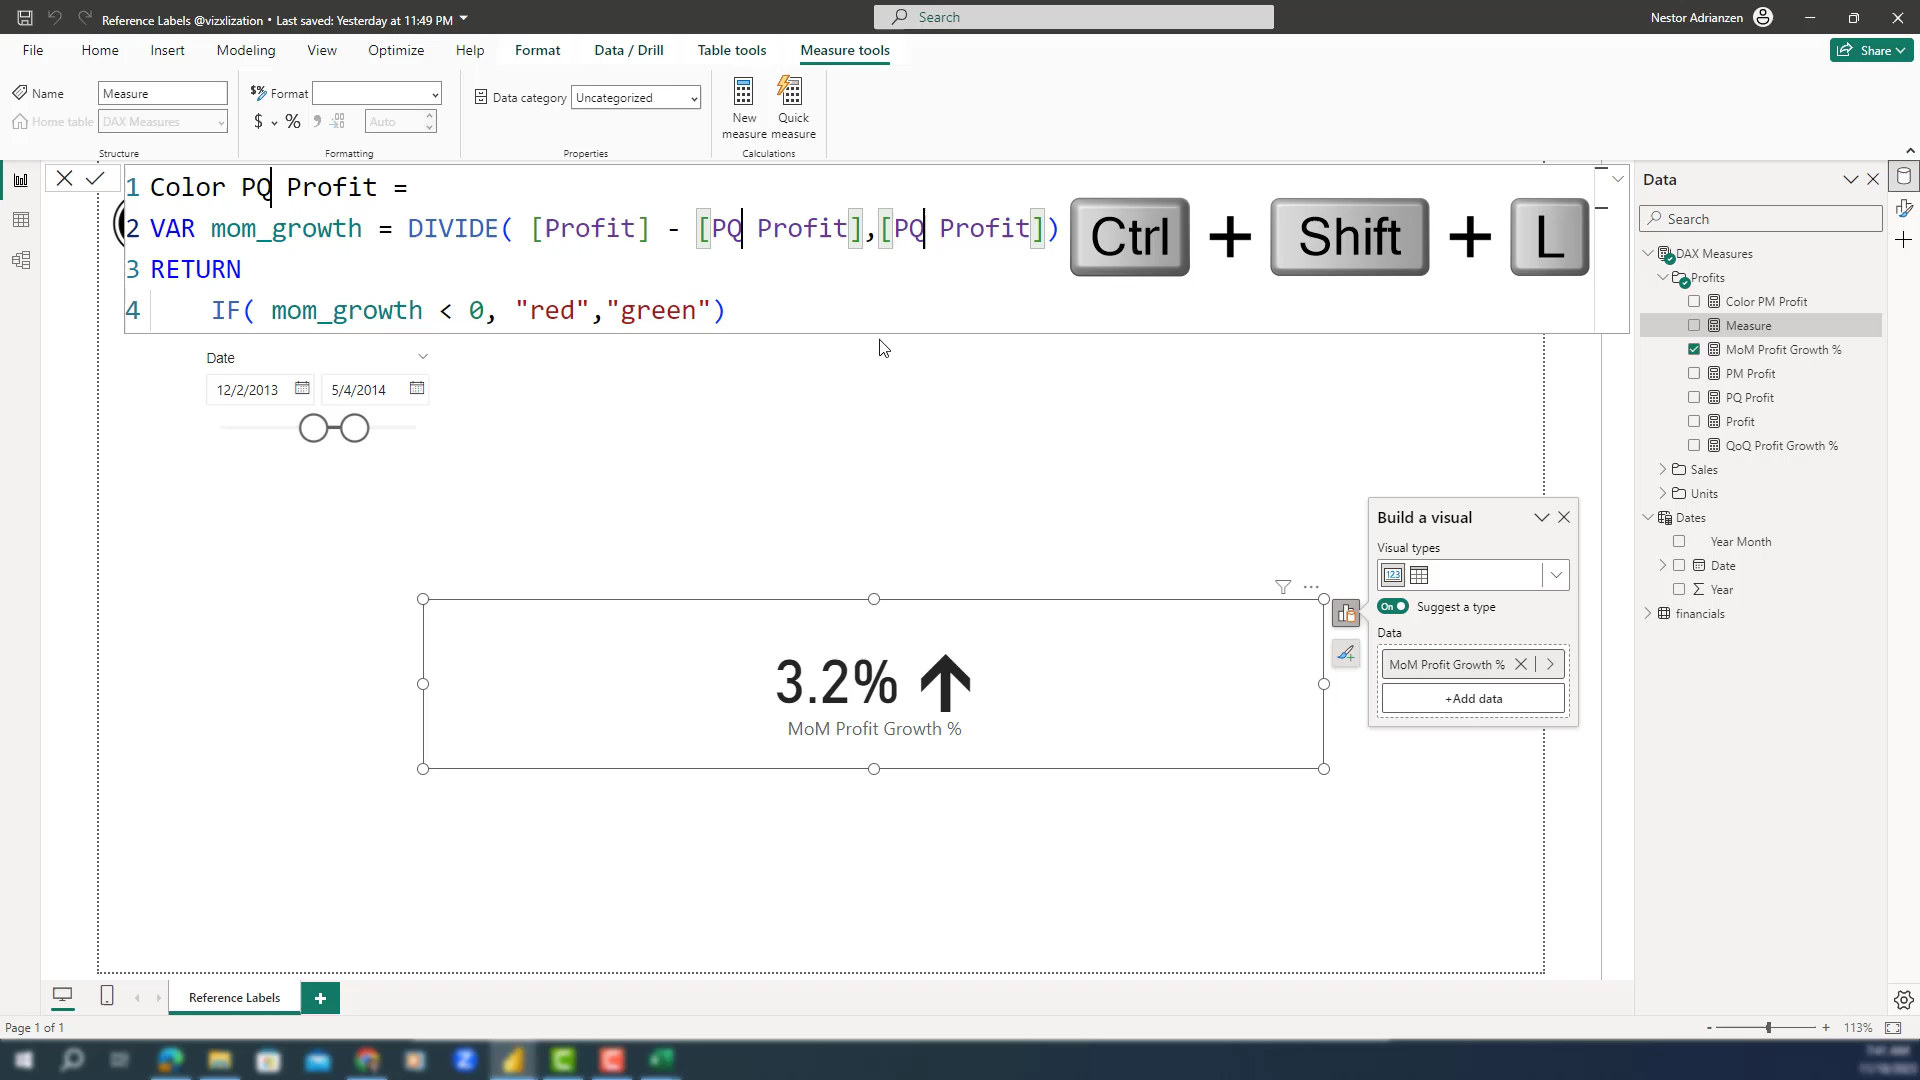 Reference Labels @vizxlization • Last saved: Yesterday at 11:49 PM
Search
Nestor Adrianzen
File
Home
Insert
Modeling
View
Optimize
Help
Format
Data / Drill
Table tools
Measure tools
Share
Name
Measure
Home table
DAX Measures
Structure
Format
$
%
Auto
Formatting
Data category
Uncategorized
Properties
New measure
Quick measure
Calculations
1 Color PQ Profit =
2 VAR mom_growth = DIVIDE( [Profit] - [PQ Profit],[PQ Profit])
3 RETURN
4 IF( mom_growth < 0, "red","green")
Ctrl + Shift + L
Date
12/2/2013
5/4/2014
3.2%
MoM Profit Growth %
Build a visual
Visual types
123
On
Suggest a type
Data
MoM Profit Growth %
+Add data
Data
Search
DAX Measures
Profits
Color PM Profit
Measure
MoM Profit Growth %
PM Profit
PQ Profit
Profit
QoQ Profit Growth %
Sales
Units
Dates
Year Month
Date
Σ Year
financials
Reference Labels
+
Page 1 of 1
- + 113%